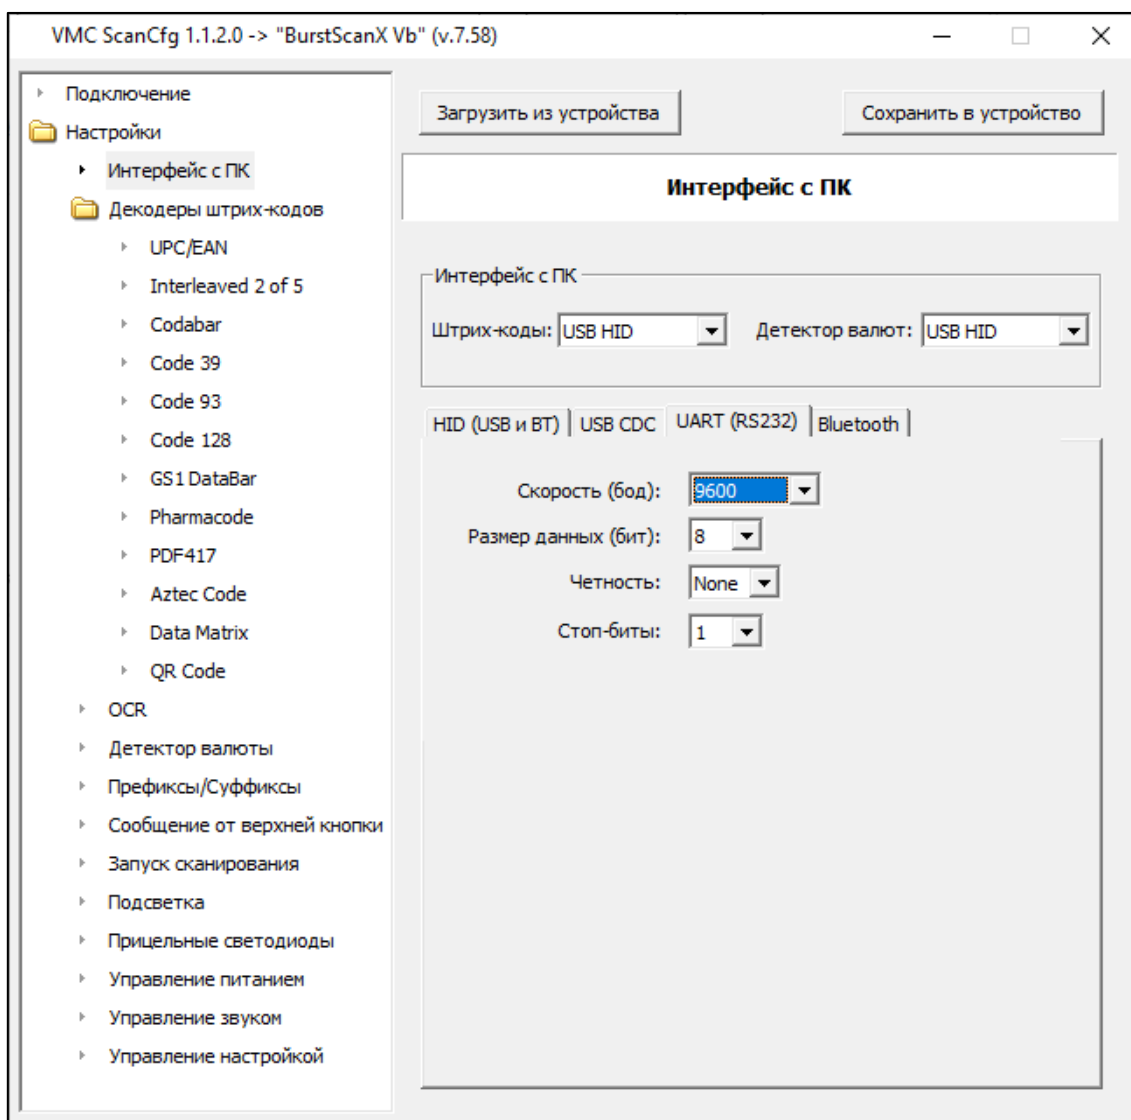 VMC ScanCfg 1.1.2.0 -> "BurstScanX Vb" (v.7.58)
Подключение
Настройки
Интерфейс с ПК
Декодеры штрих-кодов
UPC/EAN
Interleaved 2 of 5
Codabar
Code 39
Code 93
Code 128
GS1 DataBar
Pharmacode
PDF417
Aztec Code
Data Matrix
QR Code
OCR
Детектор валюты
Префиксы/Суффиксы
Сообщение от верхней кнопки
Запуск сканирования
Подсветка
Прицельные светодиоды
Управление питанием
Управление звуком
Управление настройкой
Загрузить из устройства Сохранить в устройство
Интерфейс с ПК
Интерфейс с ПК
Штрих-коды: USB HID Детектор валют: USB HID
HID (USB и BT) USB CDC UART (RS232) Bluetooth
Скорость (бод): 9600
Размер данных (бит): 8
Четность: None
Стоп-биты: 1